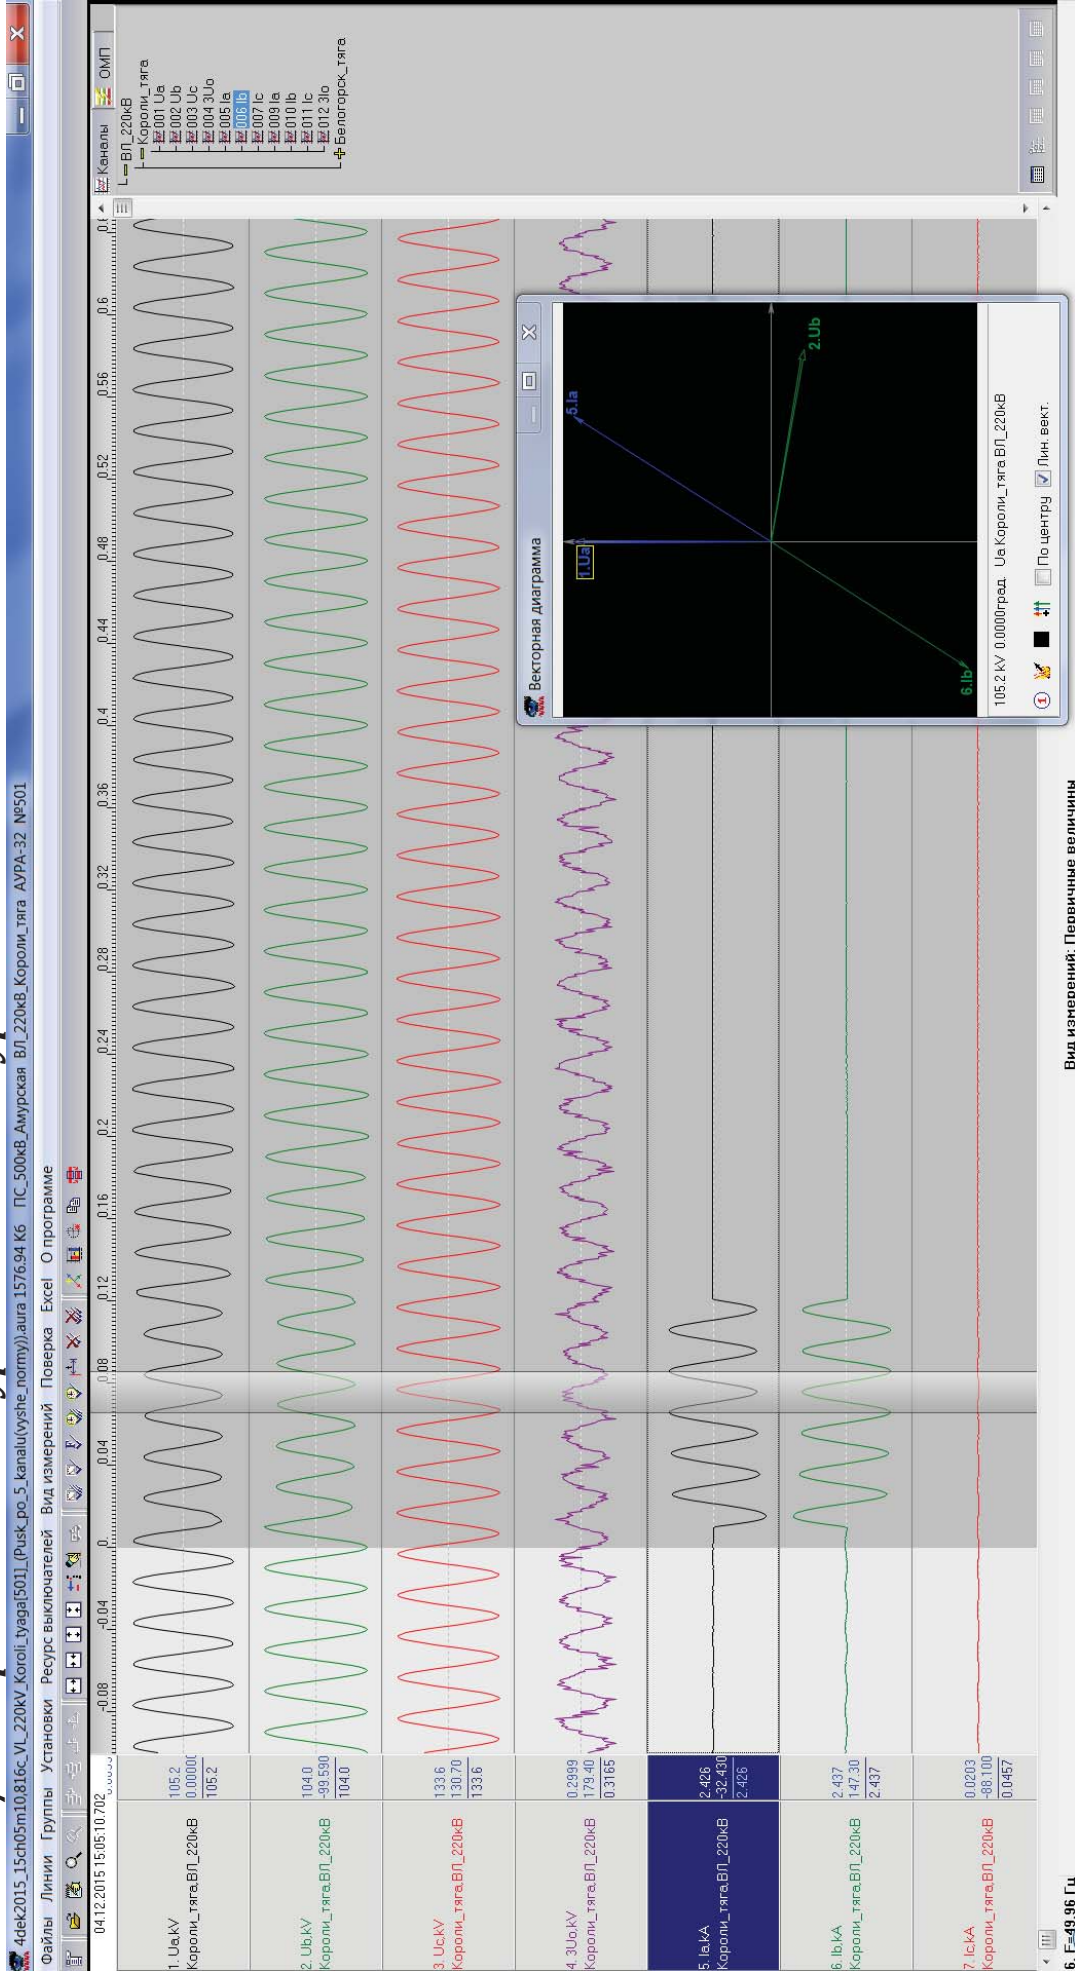 4dek2015_15ch05m10,816c_VL_220kV_Koroli_tyaga[501]_(Pusk_po_5_kanalu(vyshe_normy)).aura 1576.94 Кб ПС_500кВ_Амурская ВЛ_220кВ_Короли_тяга АУРА-32 №501
Файлы Линии Группы Установки Ресурс выключателей Вид измерений Поверка Excel О программе
04.12.2015 15:05:10.702
-0.08 -0.04 0 0.04 0.08 0.12 0.16 0.2 0.24 0.28 0.32 0.36 0.4 0.44 0.48 0.52 0.56 0.6
1. Ua,kV
Короли_тяга,ВЛ_220кВ
105.2
0.0000
105.2
2. Ub,kV
Короли_тяга,ВЛ_220кВ
104.0
-99.590
104.0
3. Uc,kV
Короли_тяга,ВЛ_220кВ
133.6
130.70
133.6
4. 3Uo,kV
Короли_тяга,ВЛ_220кВ
0.2999
179.40
0.3165
5. Ia,kA
Короли_тяга,ВЛ_220кВ
2.426
-32.430
2.426
6. Ib,kA
Короли_тяга,ВЛ_220кВ
2.437
147.30
2.437
7. Ic,kA
Короли_тяга,ВЛ_220кВ
0.0203
-88.100
0.0457
Каналы ОМП
ВЛ_220кВ
Короли_тяга
001 Ua
002 Ub
003 Uc
004 3Uo
005 Ia
006 Ib
007 Ic
009 Ia
010 Ib
011 Ic
012 3Io
Белогорск_тяга
Векторная диаграмма
1.Ua
5.Ia
2.Ub
6.Ib
105.2 kV 0.0000град. Ua.Короли_тяга.ВЛ_220кВ
По центру Лин. вект.
6. F=49.96 Гц
Вид измерений: Первичные величины